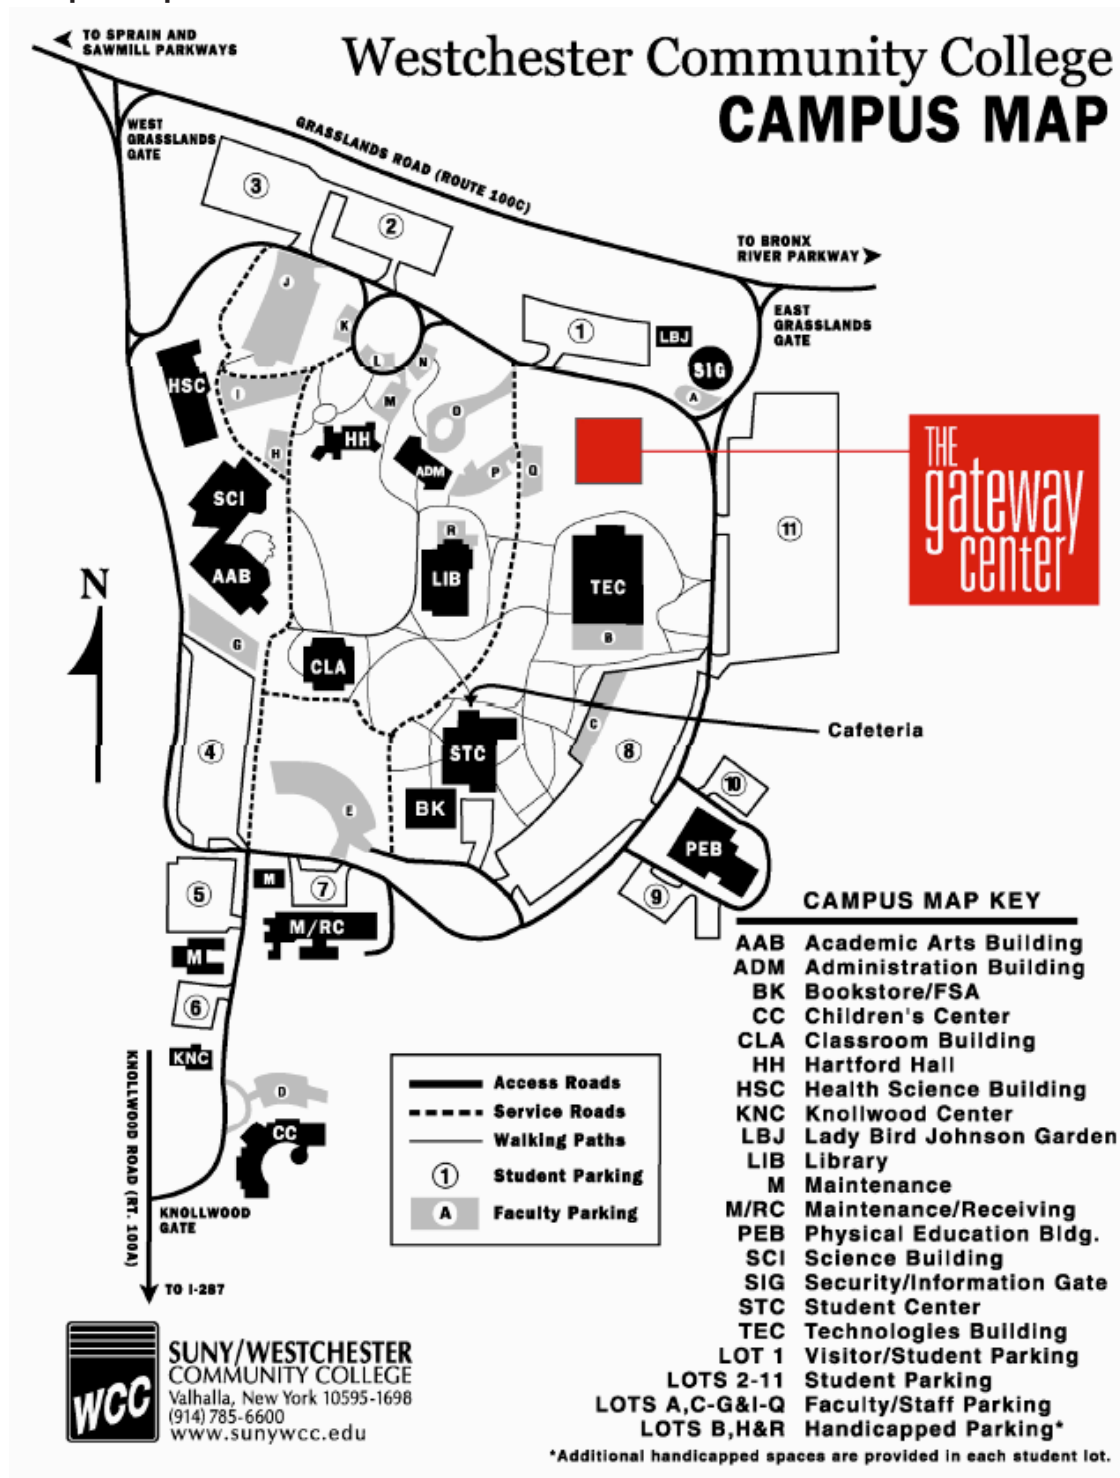 TO SPRAIN AND
SAWMILL PARKWAYS
Westchester Community College
CAMPUS MAP
WEST
GRASSLANDS
GATE
GRASSLANDS ROAD (ROUTE 100C)
3
2
TO BRONX
RIVER PARKWAY
EAST
GRASSLANDS
GATE
J
K
1
LBJ
L
N
SIG
HSC
I
A
M
O
HH
H
ADM
P
Q
THE
gateway
center
SCI
R
11
AAB
LIB
TEC
N
G
B
CLA
C
Cafeteria
4
STC
8
10
E
BK
PEB
5
M
7
9
M/RC
M
6
KNC
D
CC
KNOLLWOOD ROAD (RT. 100A)
KNOLLWOOD
GATE
TO I-287
Access Roads
Service Roads
Walking Paths
1 Student Parking
A Faculty Parking
CAMPUS MAP KEY
AAB Academic Arts Building
ADM Administration Building
BK Bookstore/FSA
CC Children's Center
CLA Classroom Building
HH Hartford Hall
HSC Health Science Building
KNC Knollwood Center
LBJ Lady Bird Johnson Garden
LIB Library
M Maintenance
M/RC Maintenance/Receiving
PEB Physical Education Bldg.
SCI Science Building
SIG Security/Information Gate
STC Student Center
TEC Technologies Building
LOT 1 Visitor/Student Parking
LOTS 2-11 Student Parking
LOTS A,C-G&I-Q Faculty/Staff Parking
LOTS B,H&R Handicapped Parking*
*Additional handicapped spaces are provided in each student lot.
WCC
SUNY/WESTCHESTER
COMMUNITY COLLEGE
Valhalla, New York 10595-1698
(914) 785-6600
www.sunywcc.edu